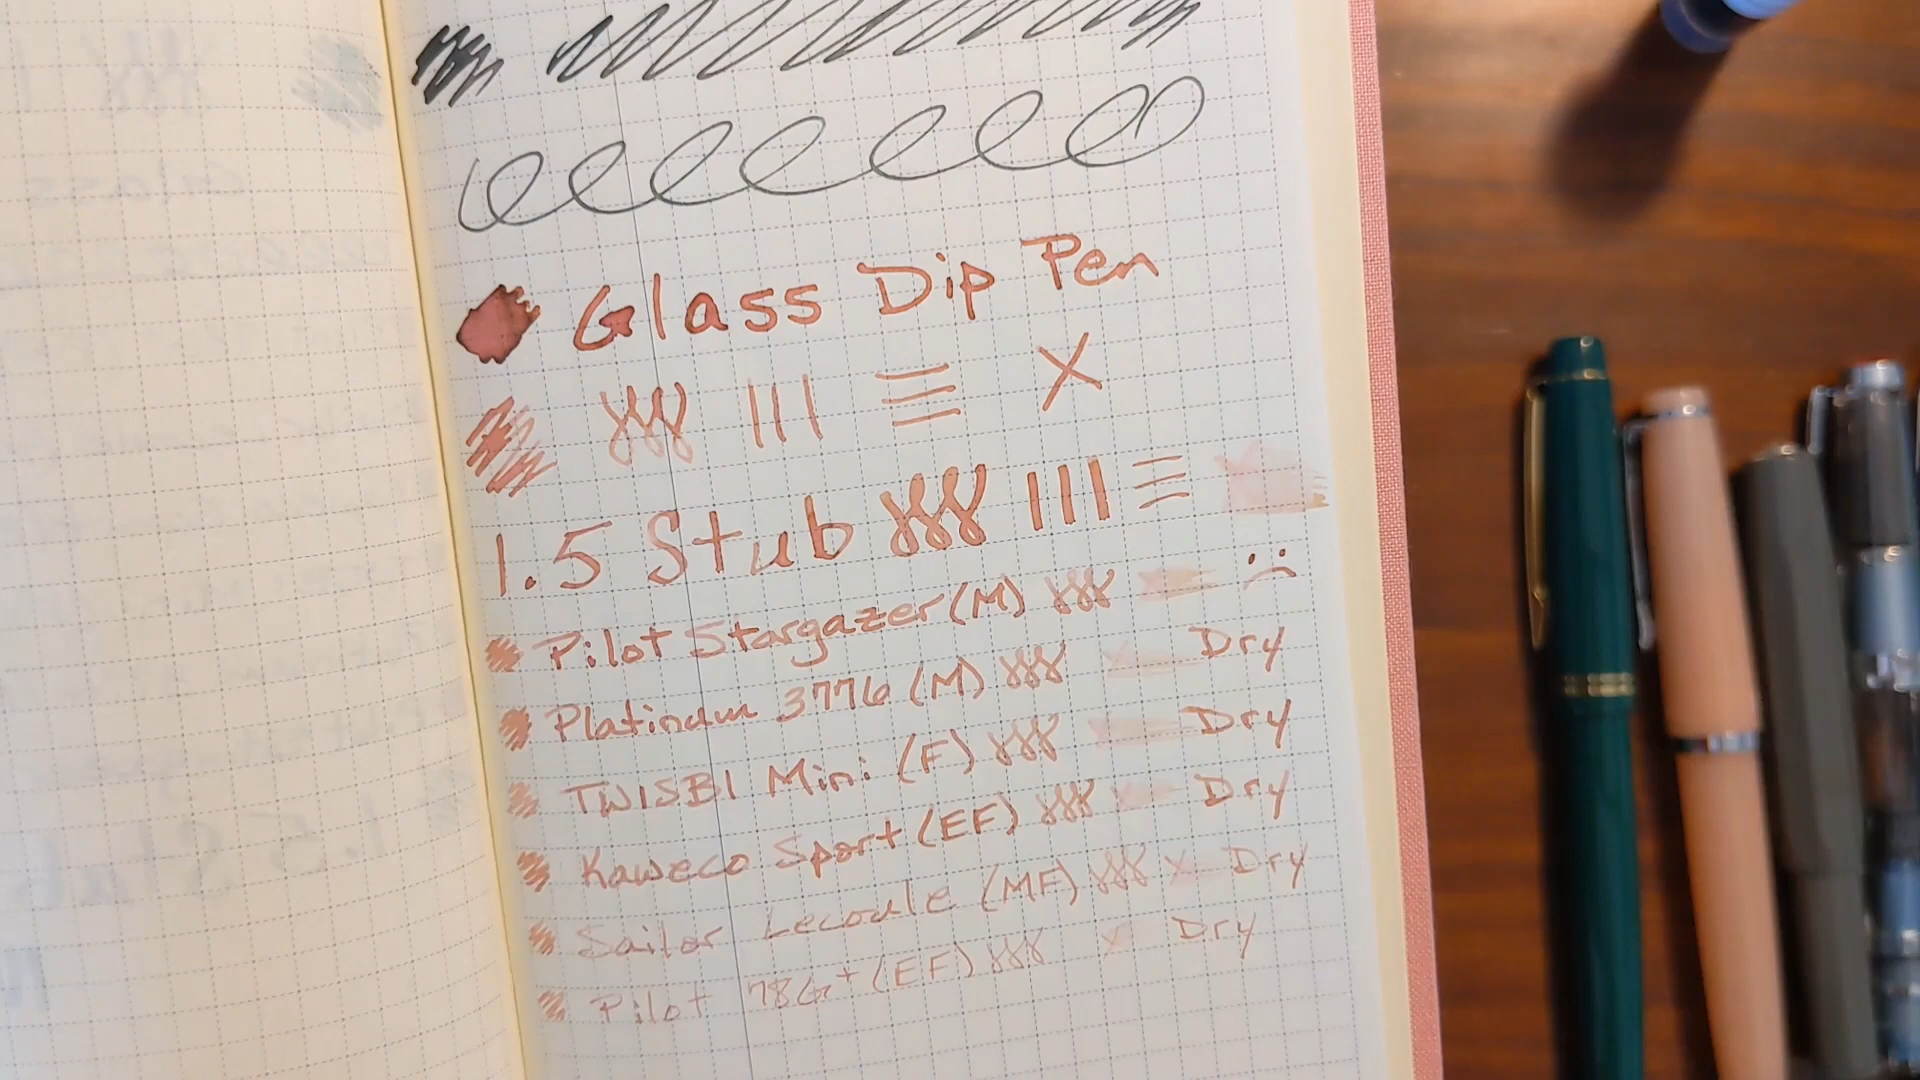 Glass Dip Pen
X
1.5 Stub
Pilot Stargazer (M)
Platinum 3776 (M) Dry
TWISBI Mini (F) Dry
Kaweco Sport (EF) Dry
Sailor Lecoule (MF) Dry
Pilot 78G+ (EF) Dry